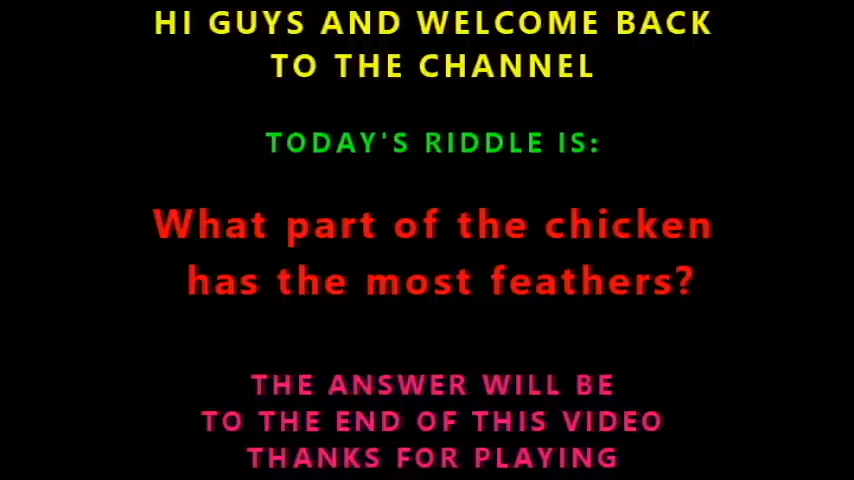 HI GUYS AND WELCOME BACK
TO THE CHANNEL
TODAY'S RIDDLE IS:
What part of the chicken
has the most feathers?
THE ANSWER WILL BE
TO THE END OF THIS VIDEO
THANKS FOR PLAYING